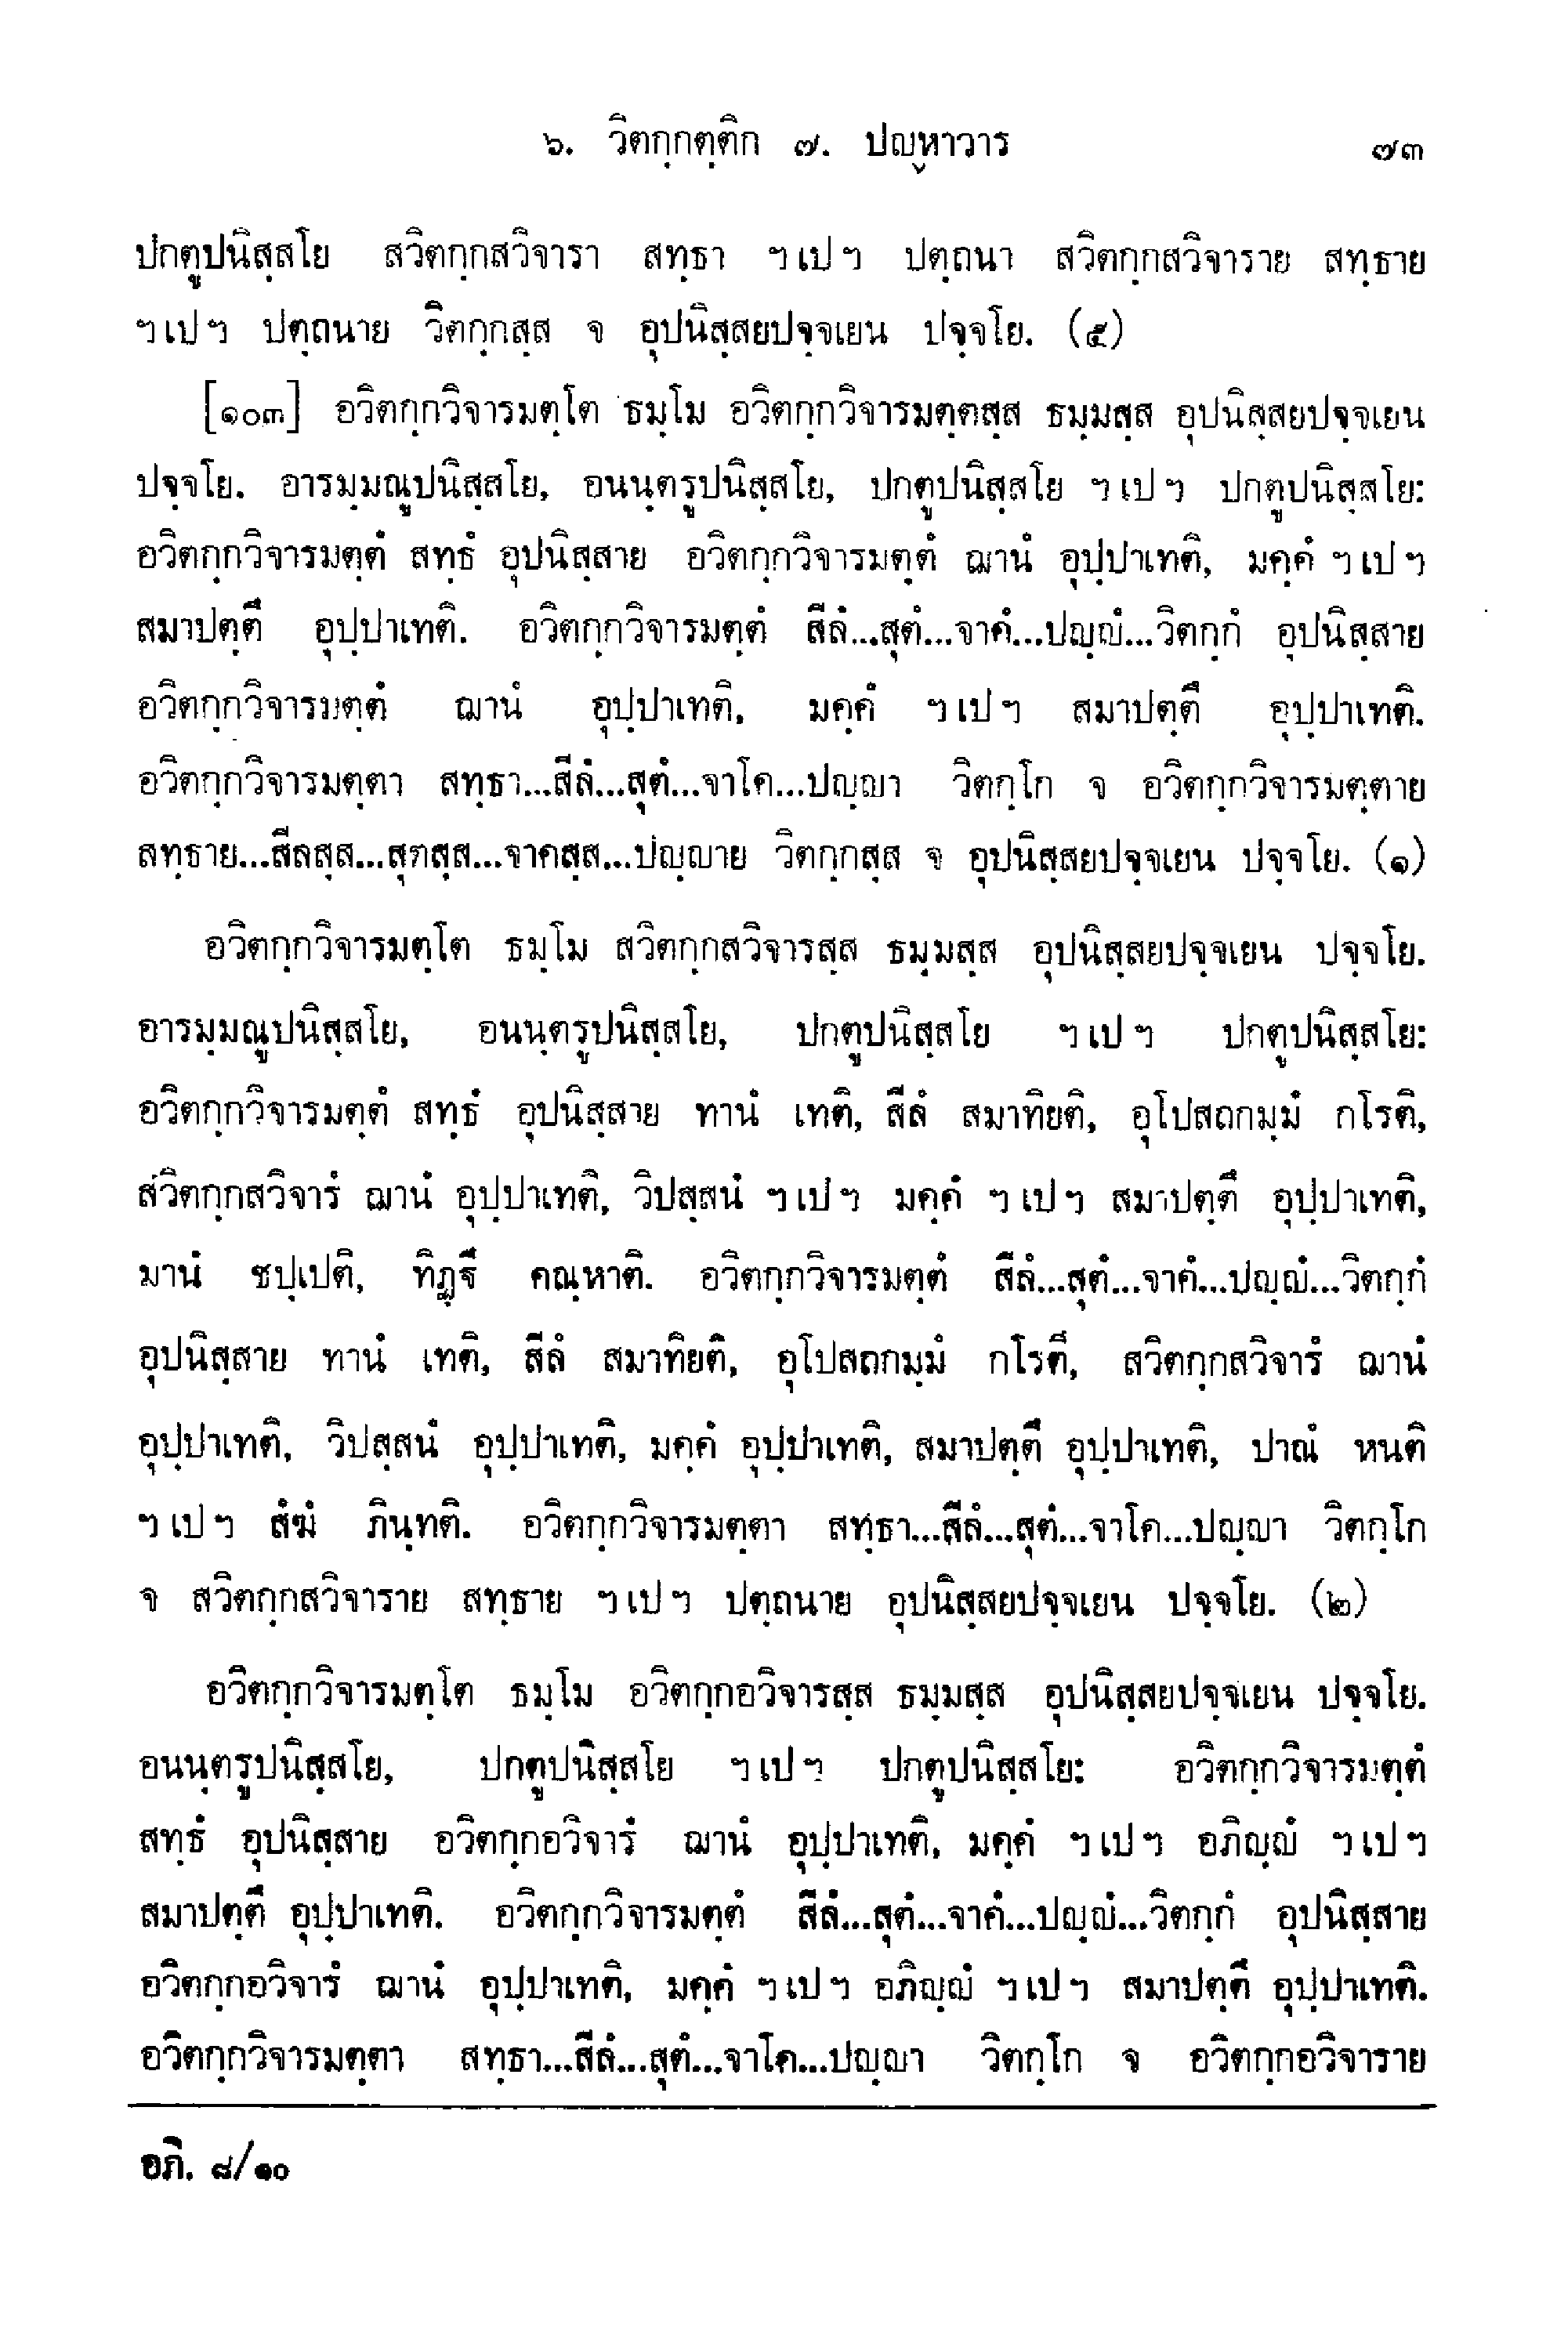 ๖. วิตกฺกตฺติก ๗. ปญฺหาวาร ๗๓
ปกตูปนิสฺสโย สวิตกฺกสวิจารา สทฺธา ฯ เป ฯ ปตฺถนา สวิตกฺกสวิจาราย สทฺธาย
ฯ เป ฯ ปตฺถนาย วิตกฺกสฺส จ อุปนิสฺสยปจฺจเยน ปจฺจโย. (๕)
[๑๐๓] อวิตกฺกวิจารมตฺโต ธมฺโม อวิตกฺกวิจารมตฺตสฺส ธมฺมสฺส อุปนิสฺสยปจฺจเยน
ปจฺจโย. อารมฺมณูปนิสฺสโย, อนนฺตรูปนิสฺสโย, ปกตูปนิสฺสโย ฯ เป ฯ ปกตูปนิสฺสโย:
อวิตกฺกวิจารมตฺตํ สทฺธํ อุปนิสฺสาย อวิตกฺกวิจารมตฺตํ ฌานํ อุปฺปาเทติ, มคฺคํ ฯ เป ฯ
สมาปตฺตึ อุปฺปาเทติ. อวิตกฺกวิจารมตฺตํ สีลํ...สุตํ...จาคํ...ปญฺญํ...วิตกฺกํ อุปนิสฺสาย
อวิตกฺกวิจารมตฺตํ ฌานํ อุปฺปาเทติ, มคฺคํ ฯ เป ฯ สมาปตฺตึ อุปฺปาเทติ.
อวิตกฺกวิจารมตฺตา สทฺธา...สีลํ...สุตํ...จาโค...ปญฺญา วิตกฺโก จ อวิตกฺกวิจารมตฺตาย
สทฺธาย...สีลสฺส...สุตสฺส...จาคสฺส...ปญฺญาย วิตกฺกสฺส จ อุปนิสฺสยปจฺจเยน ปจฺจโย. (๑)
อวิตกฺกวิจารมตฺโต ธมฺโม สวิตกฺกสวิจารสฺส ธมฺมสฺส อุปนิสฺสยปจฺจเยน ปจฺจโย.
อารมฺมณูปนิสฺสโย, อนนฺตรูปนิสฺสโย, ปกตูปนิสฺสโย ฯ เป ฯ ปกตูปนิสฺสโย:
อวิตกฺกวิจารมตฺตํ สทฺธํ อุปนิสฺสาย ทานํ เทติ, สีลํ สมาทิยติ, อุโปสถกมฺมํ กโรติ,
สวิตกฺกสวิจารํ ฌานํ อุปฺปาเทติ, วิปสฺสนํ ฯ เป ฯ มคฺคํ ฯ เป ฯ สมาปตฺตึ อุปฺปาเทติ,
มานํ ชปฺเปติ, ทิฏฺฐึ คณฺหาติ. อวิตกฺกวิจารมตฺตํ สีลํ...สุตํ...จาคํ...ปญฺญํ...วิตกฺกํ
อุปนิสฺสาย ทานํ เทติ, สีลํ สมาทิยติ, อุโปสถกมฺมํ กโรติ, สวิตกฺกสวิจารํ ฌานํ
อุปฺปาเทติ, วิปสฺสนํ อุปฺปาเทติ, มคฺคํ อุปฺปาเทติ, สมาปตฺตึ อุปฺปาเทติ, ปาณํ หนติ
ฯ เป ฯ สํฆํ ภินฺทติ. อวิตกฺกวิจารมตฺตา สทฺธา...สีลํ...สุตํ...จาโค...ปญฺญา วิตกฺโก
จ สวิตกฺกสวิจาราย สทฺธาย ฯ เป ฯ ปตฺถนาย อุปนิสฺสยปจฺจเยน ปจฺจโย. (๒)
อวิตกฺกวิจารมตฺโต ธมฺโม อวิตกฺกอวิจารสฺส ธมฺมสฺส อุปนิสฺสยปจฺจเยน ปจฺจโย.
อนนฺตรูปนิสฺสโย, ปกตูปนิสฺสโย ฯ เป ฯ ปกตูปนิสฺสโย: อวิตกฺกวิจารมตฺตํ
สทฺธํ อุปนิสฺสาย อวิตกฺกอวิจารํ ฌานํ อุปฺปาเทติ, มคฺคํ ฯ เป ฯ อภิญฺญํ ฯ เป ฯ
สมาปตฺตึ อุปฺปาเทติ. อวิตกฺกวิจารมตฺตํ สีลํ...สุตํ...จาคํ...ปญฺญํ...วิตกฺกํ อุปนิสฺสาย
อวิตกฺกอวิจารํ ฌานํ อุปฺปาเทติ, มคฺคํ ฯ เป ฯ อภิญฺญํ ฯ เป ฯ สมาปตฺตึ อุปฺปาเทติ.
อวิตกฺกวิจารมตฺตา สทฺธา...สีลํ...สุตํ...จาโค...ปญฺญา วิตกฺโก จ อวิตกฺกอวิจาราย
อภิ. ๘/๑๐